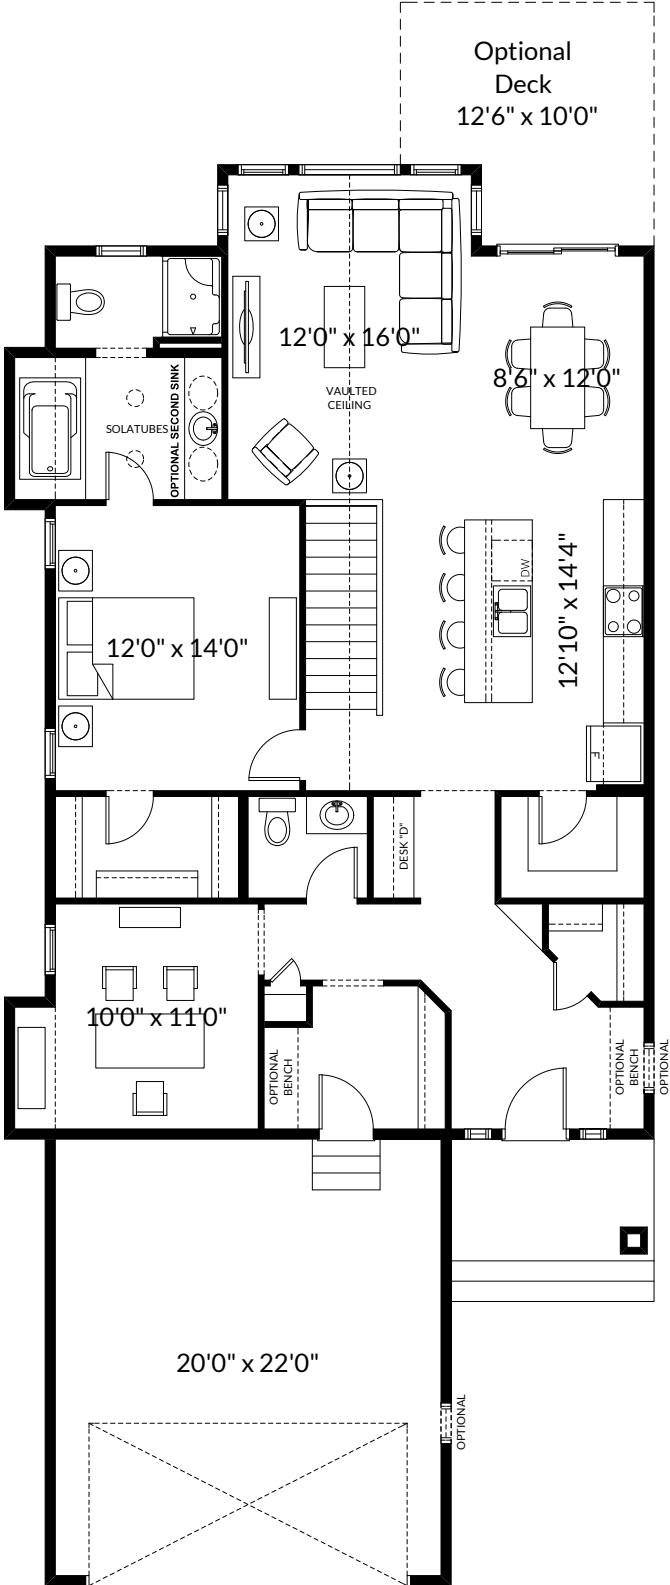 Optional
Deck
12'6" x 10'0"
12'0" x 16'0"
8'6" x 12'0"
VAULTED
CEILING
SOLATUBES
OPTIONAL SECOND SINK
DW
12'10" x 14'4"
12'0" x 14'0"
F
DESK "D"
10'0" x 11'0"
OPTIONAL
BENCH
OPTIONAL
BENCH
OPTIONAL
20'0" x 22'0"
OPTIONAL